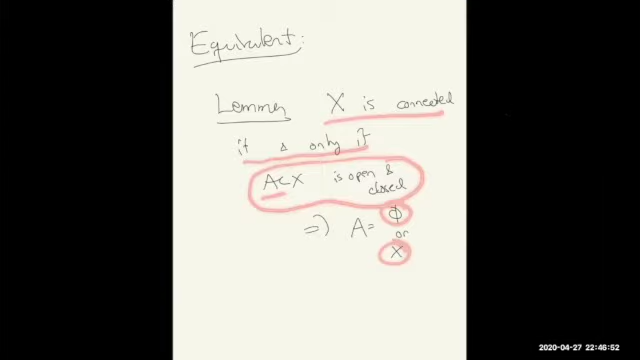 Equivalent:
Lemma X is connected
if & only if
A⊂X is open & closed
⇒ A= ∅
or
X
2020-04-27 22:46:52